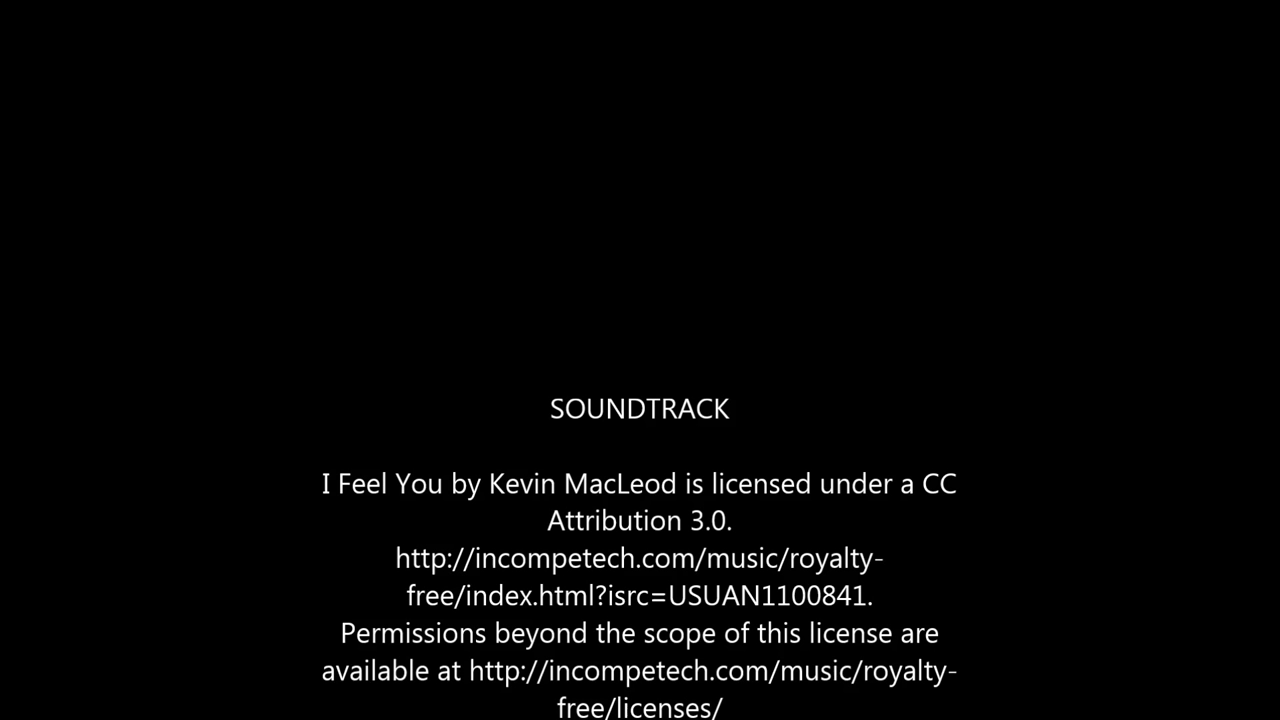 SOUNDTRACK
I Feel You by Kevin MacLeod is licensed under a CC
Attribution 3.0.
http://incompetech.com/music/royalty-
free/index.html?isrc=USUAN1100841.
Permissions beyond the scope of this license are
available at http://incompetech.com/music/royalty-
free/licenses/